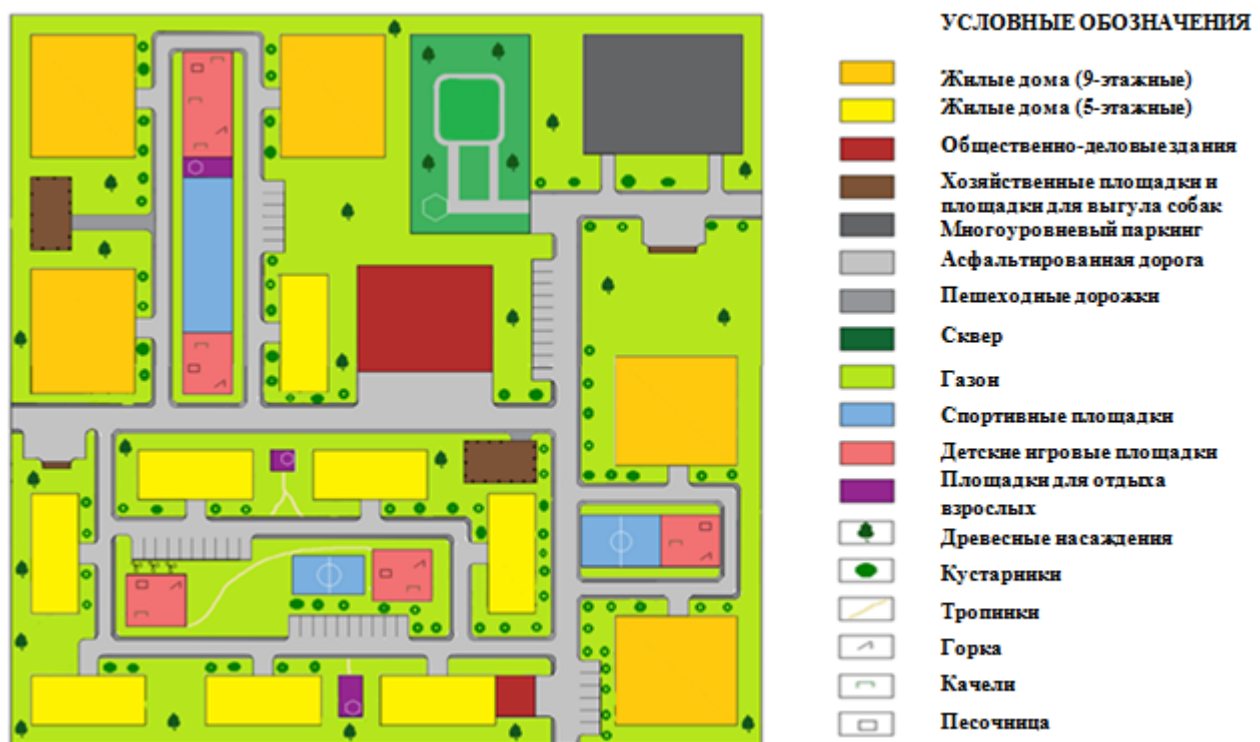 УСЛОВНЫЕ ОБОЗНАЧЕНИЯ
Жилые дома (9-этажные)
Жилые дома (5-этажные)
Общественно-деловые здания
Хозяйственные площадки и
площадки для выгула собак
Многоуровневый паркинг
Асфальтированная дорога
Пешеходные дорожки
Сквер
Газон
Спортивные площадки
Детские игровые площадки
Площадки для отдыха
взрослых
Древесные насаждения
Кустарники
Тропинки
Горка
Качели
Песочница